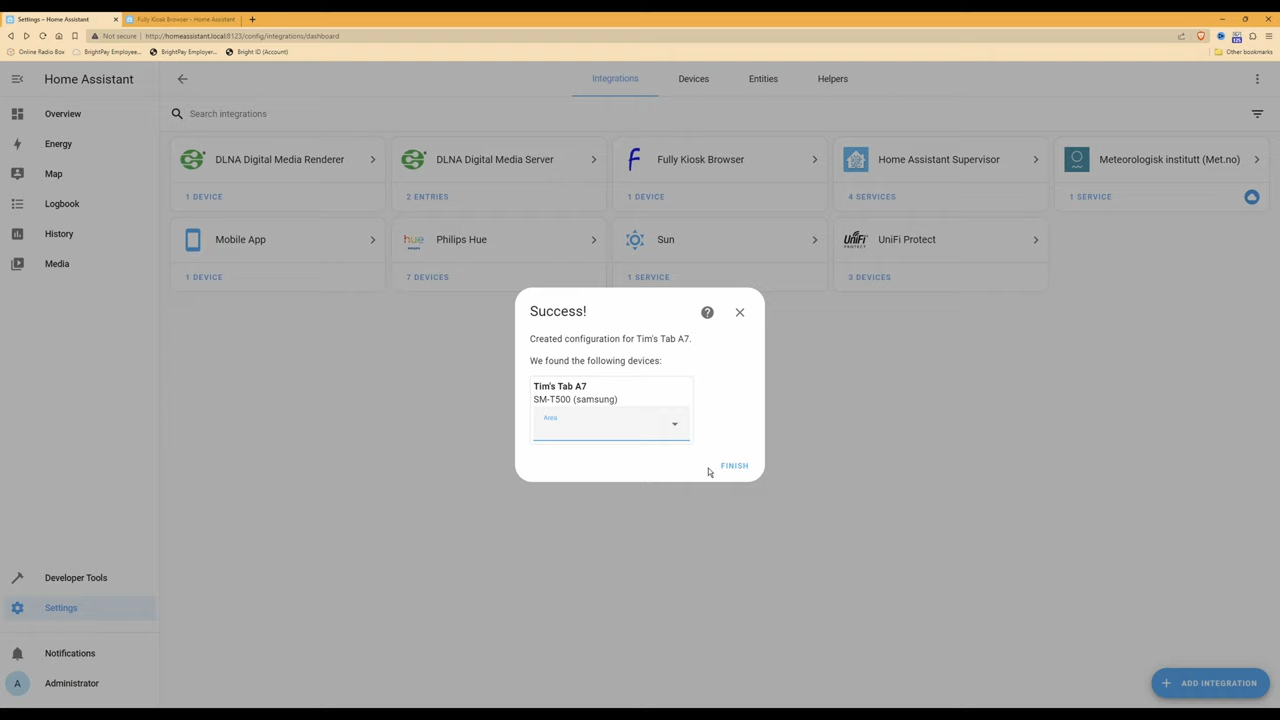 Settings – Home Assistant
Fully Kiosk Browser - Home Assistant
Not secure
http://homeassistant.local:8123/config/integrations/dashboard
Online Radio Box
BrightPay Employee...
BrightPay Employer...
Bright ID (Account)
Other bookmarks
Home Assistant
Integrations
Devices
Entities
Helpers
Overview
Energy
Map
Logbook
History
Media
Search integrations
DLNA Digital Media Renderer
DLNA Digital Media Server
Fully Kiosk Browser
Home Assistant Supervisor
Meteorologisk institutt (Met.no)
1 DEVICE
2 ENTRIES
1 DEVICE
4 SERVICES
1 SERVICE
Mobile App
hue
Philips Hue
Sun
UniFi
PROTECT
UniFi Protect
1 DEVICE
7 DEVICES
1 SERVICE
3 DEVICES
Success!
Created configuration for Tim's Tab A7.
We found the following devices:
Tim's Tab A7
SM-T500 (samsung)
Area
FINISH
Developer Tools
Settings
Notifications
A
Administrator
ADD INTEGRATION